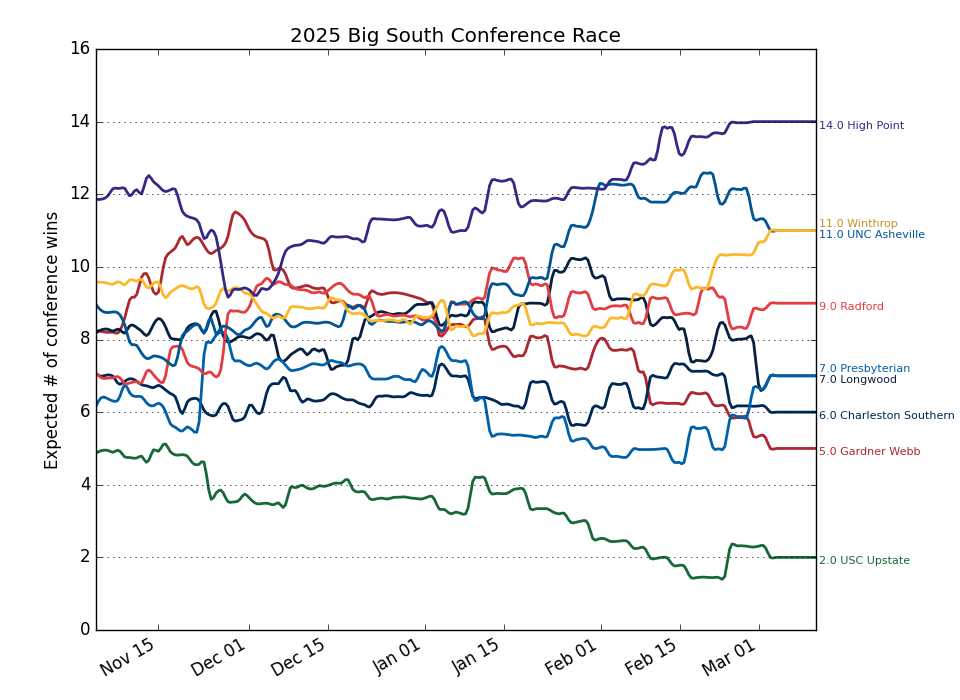 2025 Big South Conference Race
Expected # of conference wins
16
14
12
10
8
6
4
2
0
14.0 High Point
11.0 Winthrop
11.0 UNC Asheville
9.0 Radford
7.0 Presbyterian
7.0 Longwood
6.0 Charleston Southern
5.0 Gardner Webb
2.0 USC Upstate
Nov 15
Dec 01
Dec 15
Jan 01
Jan 15
Feb 01
Feb 15
Mar 01